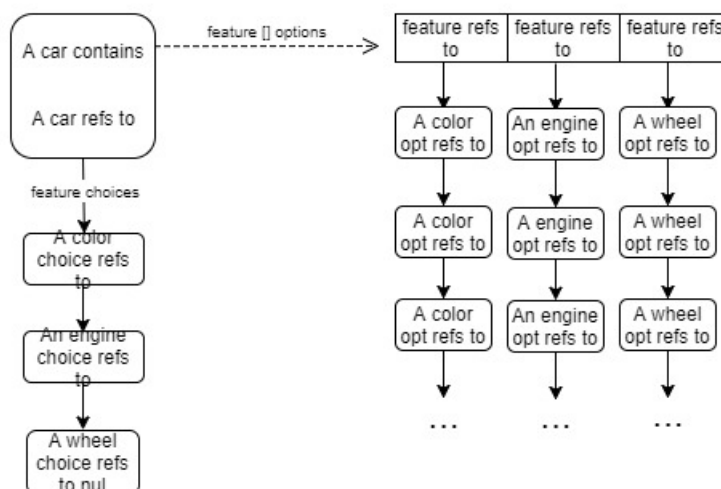 A car contains
feature [] options
feature refs
to
feature refs
to
feature refs
to
A car refs to
A color
opt refs to
An engine
opt refs to
A wheel
opt refs to
feature choices
A color
choice refs
to
A color
opt refs to
A engine
opt refs to
A wheel
opt refs to
An engine
choice refs
to
A color
opt refs to
An engine
opt refs to
A wheel
opt refs to
...
...
...
A wheel
choice refs
to nul